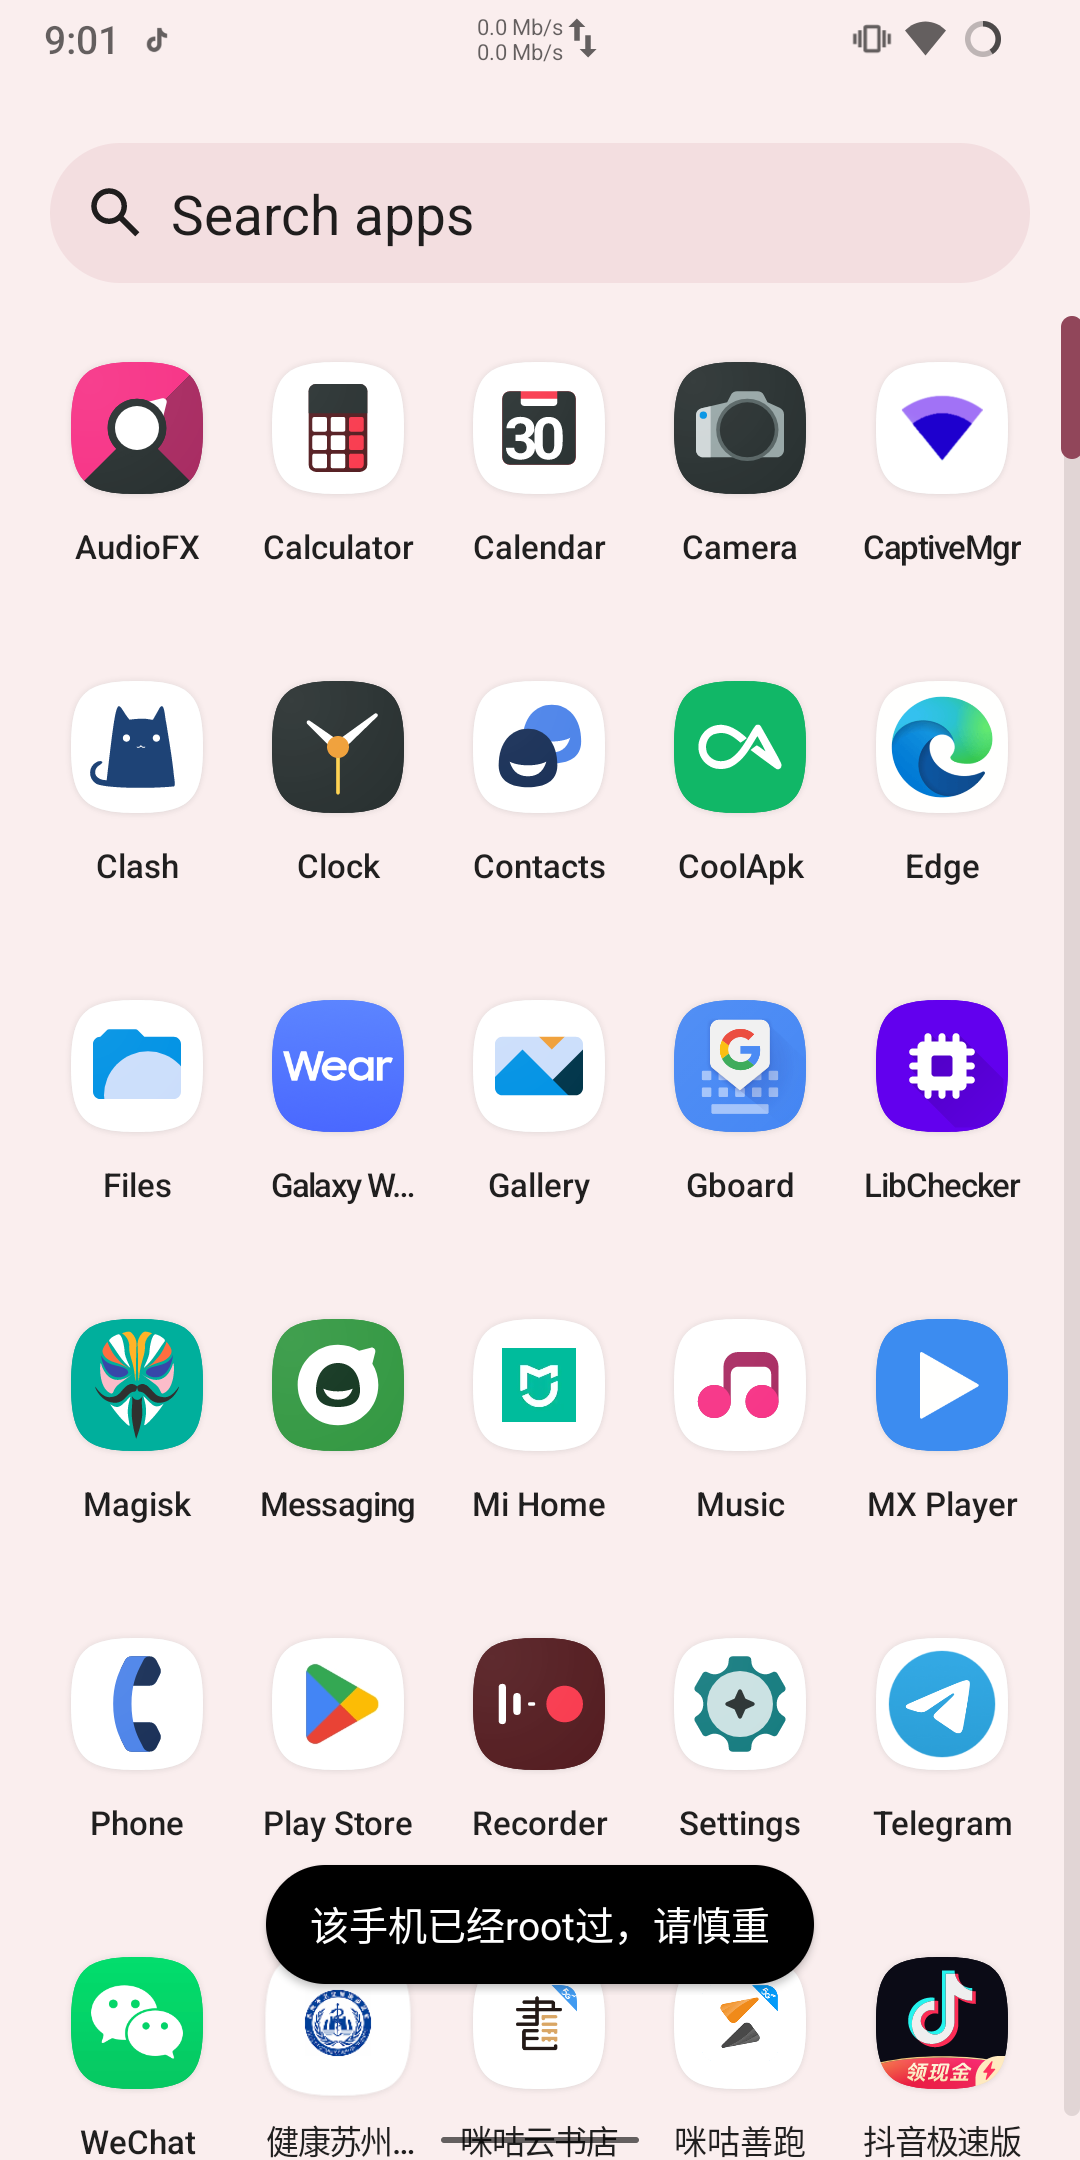 9:01
0.0 Mb/s
0.0 Mb/s
Search apps
30
AudioFX
Calculator
Calendar
Camera
CaptiveMgr
Clash
Clock
Contacts
CoolApk
Edge
Wear
G
Files
Galaxy W...
Gallery
Gboard
LibChecker
Magisk
Messaging
Mi Home
Music
MX Player
Phone
Play Store
Recorder
Settings
Telegram
该手机已经root过，请慎重
5G+
5G+
書
领现金
WeChat
健康苏州...
咪咕云书店
咪咕善跑
抖音极速版